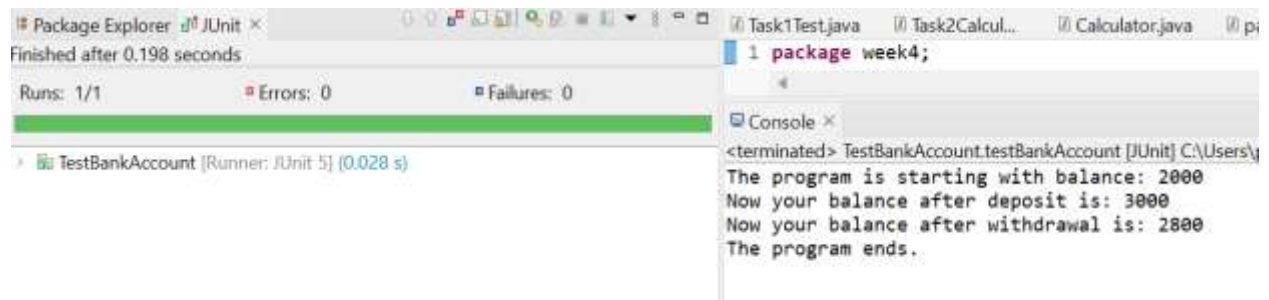 Package Explorer JUnit ×
Finished after 0.198 seconds
Runs: 1/1 Errors: 0 Failures: 0
TestBankAccount [Runner: JUnit 5] (0.028 s)
Task1Test.java Task2Calcul... Calculator.java
1 package week4;
Console ×
<terminated> TestBankAccount.testBankAccount [JUnit] C:\Users\
The program is starting with balance: 2000
Now your balance after deposit is: 3000
Now your balance after withdrawal is: 2800
The program ends.